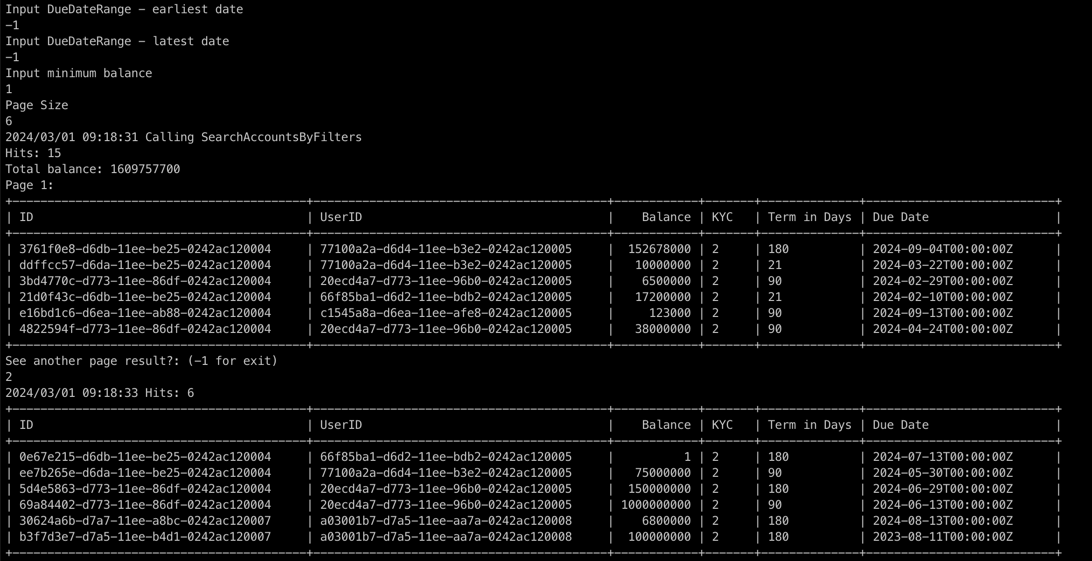 Input DueDateRange - earliest date
-1
Input DueDateRange - latest date
-1
Input minimum balance
1
Page Size
6
2024/03/01 09:18:31 Calling SearchAccountsByFilters
Hits: 15
Total balance: 1609757700
Page 1:
| ID | UserID | Balance | KYC | Term in Days | Due Date |
| 3761f0e8-d6db-11ee-be25-0242ac120004 | 77100a2a-d6d4-11ee-b3e2-0242ac120005 | 152678000 | 2 | 180 | 2024-09-04T00:00:00Z |
| ddffcc57-d6da-11ee-be25-0242ac120004 | 77100a2a-d6d4-11ee-b3e2-0242ac120005 | 10000000 | 2 | 21 | 2024-03-22T00:00:00Z |
| 3bd4770c-d773-11ee-86df-0242ac120004 | 20ecd4a7-d773-11ee-96b0-0242ac120005 | 6500000 | 2 | 90 | 2024-02-29T00:00:00Z |
| 21d0f43c-d6db-11ee-be25-0242ac120004 | 66f85ba1-d6d2-11ee-bdb2-0242ac120005 | 17200000 | 2 | 21 | 2024-02-10T00:00:00Z |
| e16bd1c6-d6ea-11ee-ab88-0242ac120004 | c1545a8a-d6ea-11ee-afe8-0242ac120005 | 123000 | 2 | 90 | 2024-09-13T00:00:00Z |
| 4822594f-d773-11ee-86df-0242ac120004 | 20ecd4a7-d773-11ee-96b0-0242ac120005 | 38000000 | 2 | 90 | 2024-04-24T00:00:00Z |
See another page result?: (-1 for exit)
2
2024/03/01 09:18:33 Hits: 6
| ID | UserID | Balance | KYC | Term in Days | Due Date |
| 0e67e215-d6db-11ee-be25-0242ac120004 | 66f85ba1-d6d2-11ee-bdb2-0242ac120005 | 1 | 2 | 180 | 2024-07-13T00:00:00Z |
| ee7b265e-d6da-11ee-be25-0242ac120004 | 77100a2a-d6d4-11ee-b3e2-0242ac120005 | 75000000 | 2 | 90 | 2024-05-30T00:00:00Z |
| 5d4e5863-d773-11ee-86df-0242ac120004 | 20ecd4a7-d773-11ee-96b0-0242ac120005 | 150000000 | 2 | 180 | 2024-06-29T00:00:00Z |
| 69a84402-d773-11ee-86df-0242ac120004 | 20ecd4a7-d773-11ee-96b0-0242ac120005 | 1000000000 | 2 | 90 | 2024-06-13T00:00:00Z |
| 30624a6b-d7a7-11ee-a8bc-0242ac120007 | a03001b7-d7a5-11ee-aa7a-0242ac120008 | 6800000 | 2 | 180 | 2024-08-13T00:00:00Z |
| b3f7d3e7-d7a5-11ee-b4d1-0242ac120007 | a03001b7-d7a5-11ee-aa7a-0242ac120008 | 100000000 | 2 | 180 | 2023-08-11T00:00:00Z |